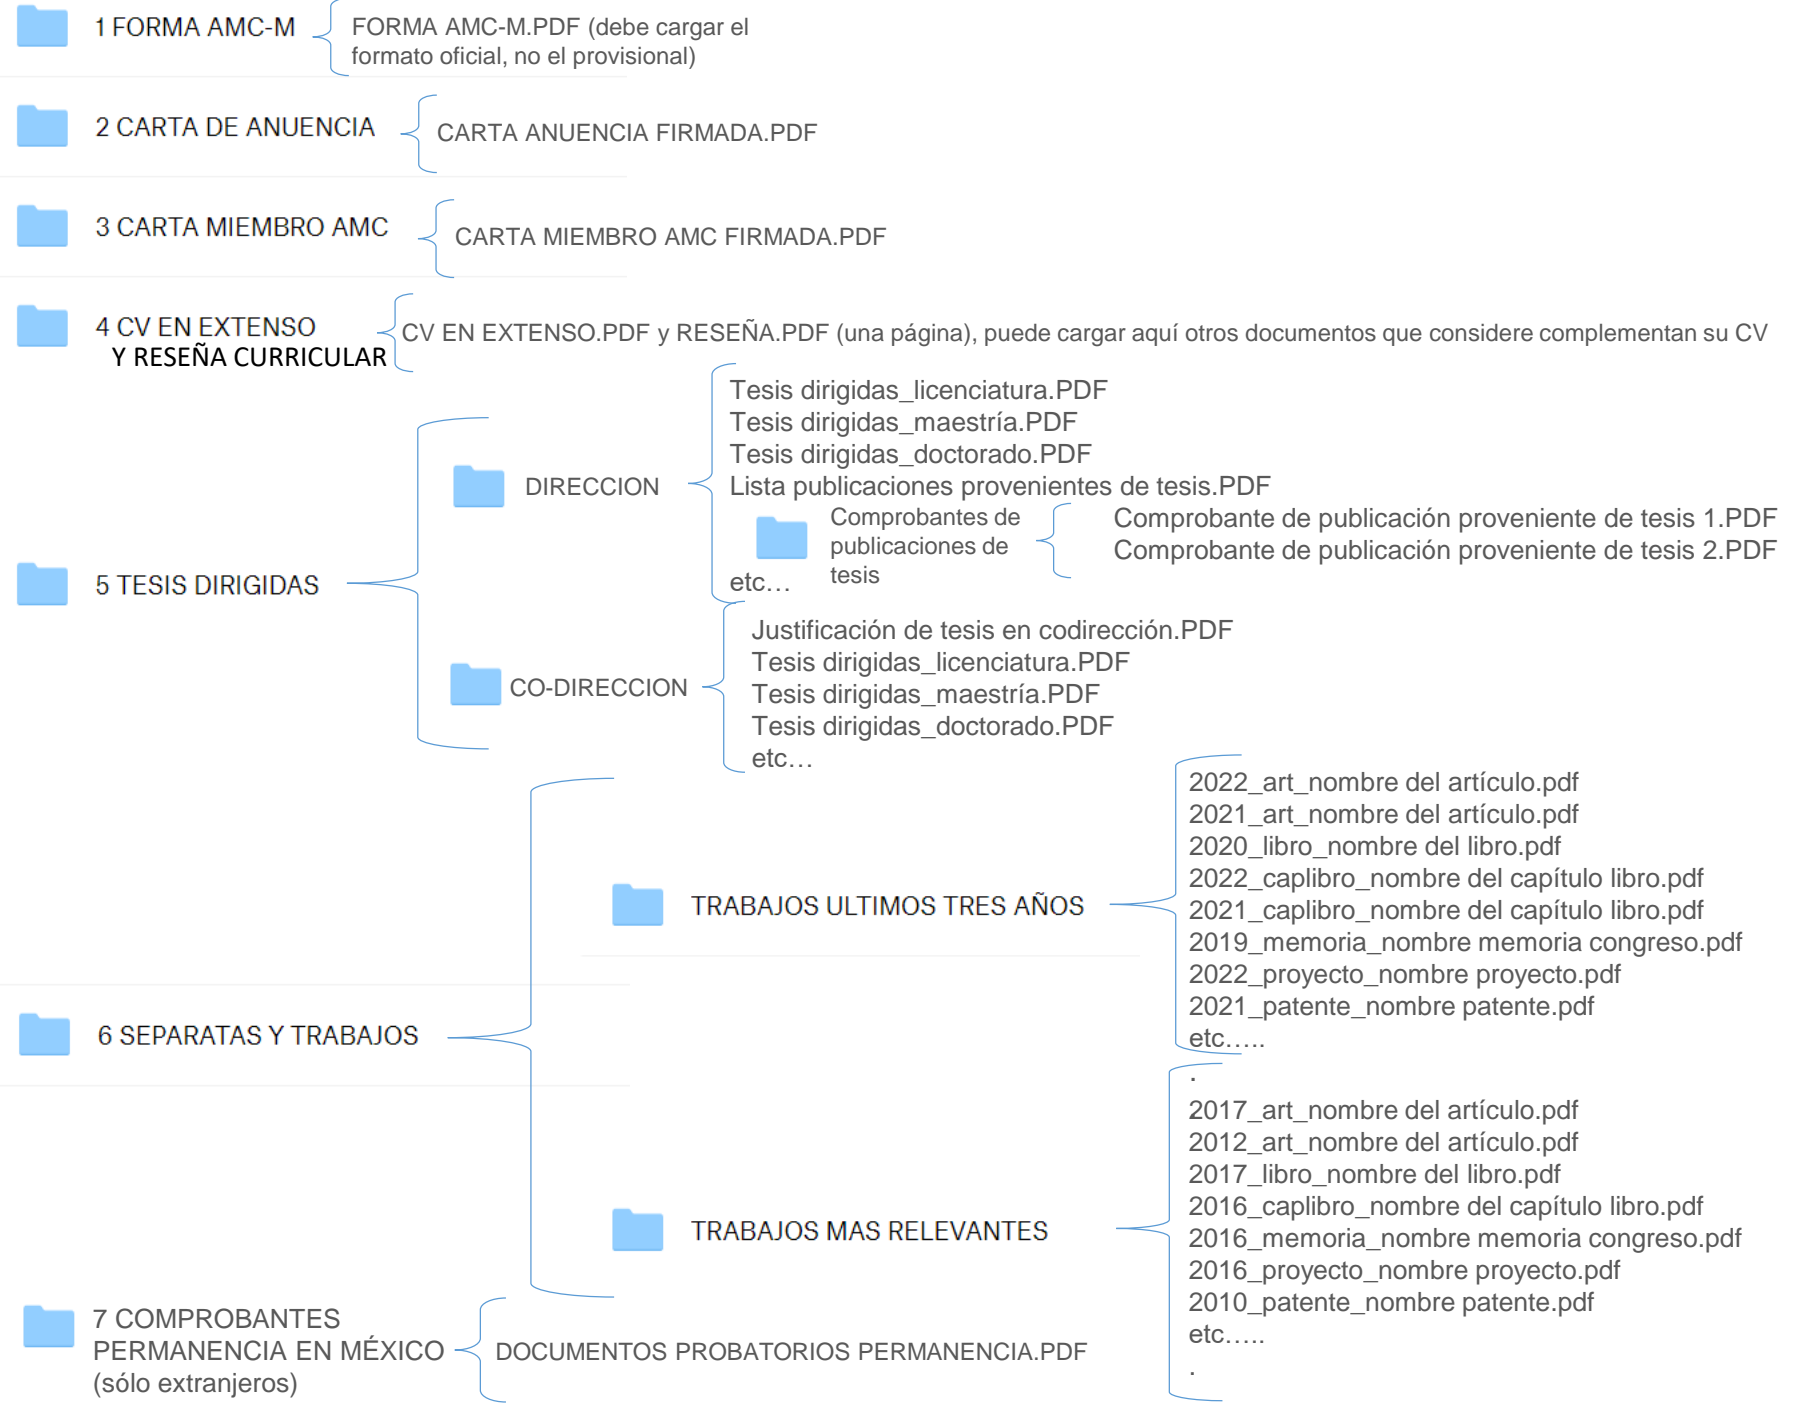 1 FORMA AMC-M
FORMA AMC-M.PDF (debe cargar el
formato oficial, no el provisional)
2 CARTA DE ANUENCIA
CARTA ANUENCIA FIRMADA.PDF
3 CARTA MIEMBRO AMC
CARTA MIEMBRO AMC FIRMADA.PDF
4 CV EN EXTENSO
Y RESEÑA CURRICULAR
CV EN EXTENSO.PDF y RESEÑA.PDF (una página), puede cargar aquí otros documentos que considere complementan su CV
5 TESIS DIRIGIDAS
DIRECCION
Tesis dirigidas_licenciatura.PDF
Tesis dirigidas_maestría.PDF
Tesis dirigidas_doctorado.PDF
Lista publicaciones provenientes de tesis.PDF
Comprobantes de
publicaciones de
tesis
Comprobante de publicación proveniente de tesis 1.PDF
Comprobante de publicación proveniente de tesis 2.PDF
etc…
CO-DIRECCION
Justificación de tesis en codirección.PDF
Tesis dirigidas_licenciatura.PDF
Tesis dirigidas_maestría.PDF
Tesis dirigidas_doctorado.PDF
etc…
6 SEPARATAS Y TRABAJOS
TRABAJOS ULTIMOS TRES AÑOS
2022_art_nombre del artículo.pdf
2021_art_nombre del artículo.pdf
2020_libro_nombre del libro.pdf
2022_caplibro_nombre del capítulo libro.pdf
2021_caplibro_nombre del capítulo libro.pdf
2019_memoria_nombre memoria congreso.pdf
2022_proyecto_nombre proyecto.pdf
2021_patente_nombre patente.pdf
etc…..
.
TRABAJOS MAS RELEVANTES
2017_art_nombre del artículo.pdf
2012_art_nombre del artículo.pdf
2017_libro_nombre del libro.pdf
2016_caplibro_nombre del capítulo libro.pdf
2016_memoria_nombre memoria congreso.pdf
2016_proyecto_nombre proyecto.pdf
2010_patente_nombre patente.pdf
etc…..
.
7 COMPROBANTES
PERMANENCIA EN MÉXICO
(sólo extranjeros)
DOCUMENTOS PROBATORIOS PERMANENCIA.PDF